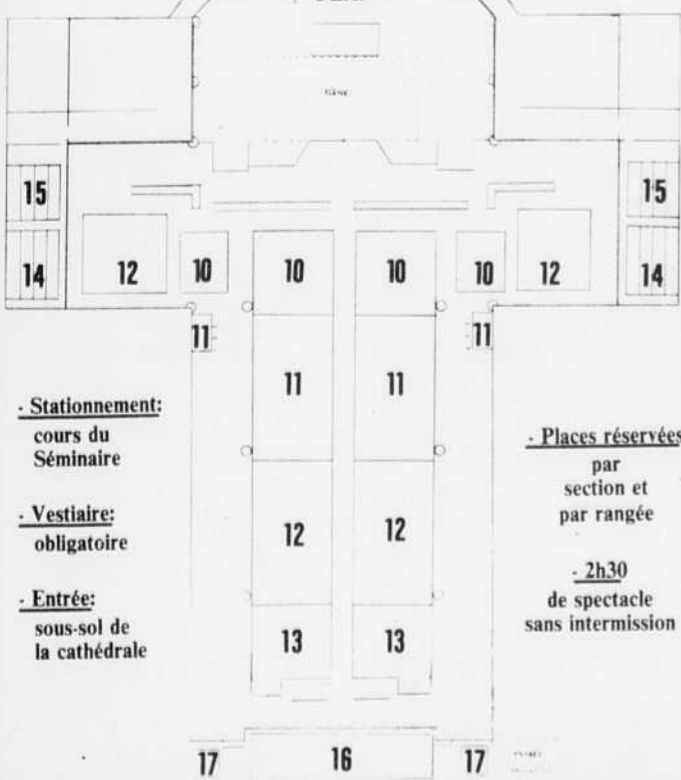 15 15
12 10 10 10 10 12
14 14
11 11
11 11
- Stationnement:
cours du
Séminaire
- Vestiaire:
obligatoire
- Entrée:
sous-sol de
la cathédrale
- Places réservées
par
section et
par rangée
- 2h30
de spectacle
sans intermission
12 12
13 13
17 16 17